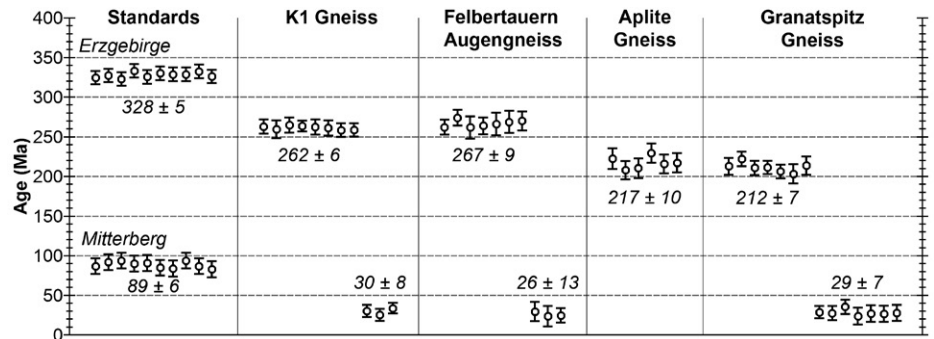 Standards
K1 Gneiss
Felbertauern
Augengneiss
Aplite
Gneiss
Granatspitz
Gneiss
Age (Ma)
400
350
300
250
200
150
100
50
0
Erzgebirge
328 ± 5
262 ± 6
267 ± 9
217 ± 10
212 ± 7
Mitterberg
89 ± 6
30 ± 8
26 ± 13
29 ± 7